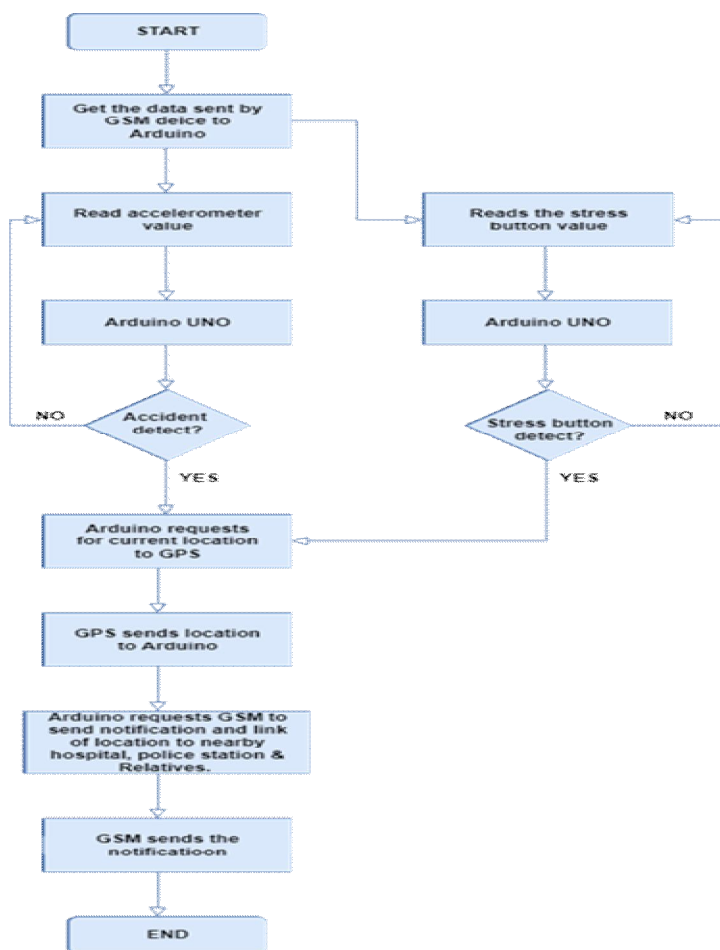 START
Get the data sent by
GSM deice to
Arduino
Read accelerometer
value
Reads the stress
button value
Arduino UNO
Arduino UNO
Accident
detect?
NO
YES
Stress button
detect?
NO
YES
Arduino requests
for current location
to GPS
GPS sends location
to Arduino
Arduino requests GSM to
send notification and link
of location to nearby
hospital, police station &
Relatives.
GSM sends the
notificatioon
END